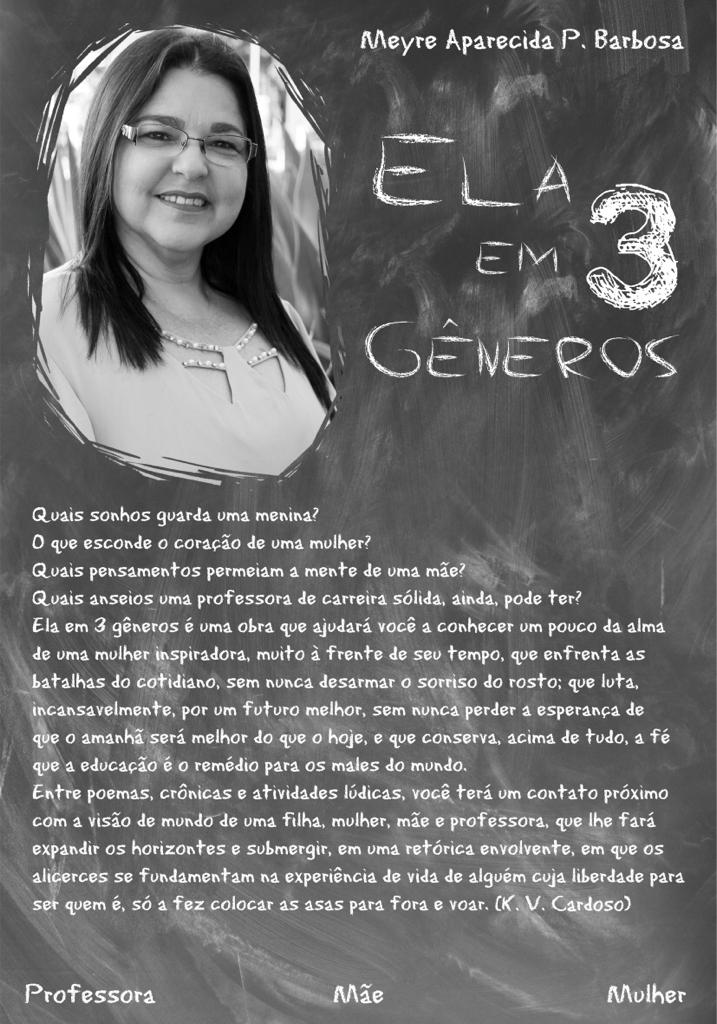 Meyre Aparecida P. Barbosa
ELA
EM 3
GÊNEROS
Quais sonhos guarda uma menina?
O que esconde o coração de uma mulher?
Quais pensamentos permeiam a mente de uma mãe?
Quais anseios uma professora de carreira sólida, ainda, pode ter?
Ela em 3 gêneros é uma obra que ajudará você a conhecer um pouco da alma
de uma mulher inspiradora, muito à frente de seu tempo, que enfrenta as
batalhas do cotidiano, sem nunca desarmar o sorriso do rosto; que luta,
incansavelmente, por um futuro melhor, sem nunca perder a esperança de
que o amanhã será melhor do que o hoje, e que conserva, acima de tudo, a fé
que a educação é o remédio para os males do mundo.
Entre poemas, crônicas e atividades lúdicas, você terá um contato próximo
com a visão de mundo de uma filha, mulher, mãe e professora, que lhe fará
expandir os horizontes e submergir, em uma retórica envolvente, em que os
alicerces se fundamentam na experiência de vida de alguém cuja liberdade para
ser quem é, só a fez colocar as asas para fora e voar. (K. V. Cardoso)
Professora Mãe Mulher